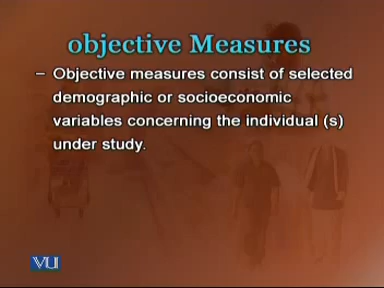 objective Measures
– Objective measures consist of selected
demographic or socioeconomic
variables concerning the individual (s)
under study.
VU